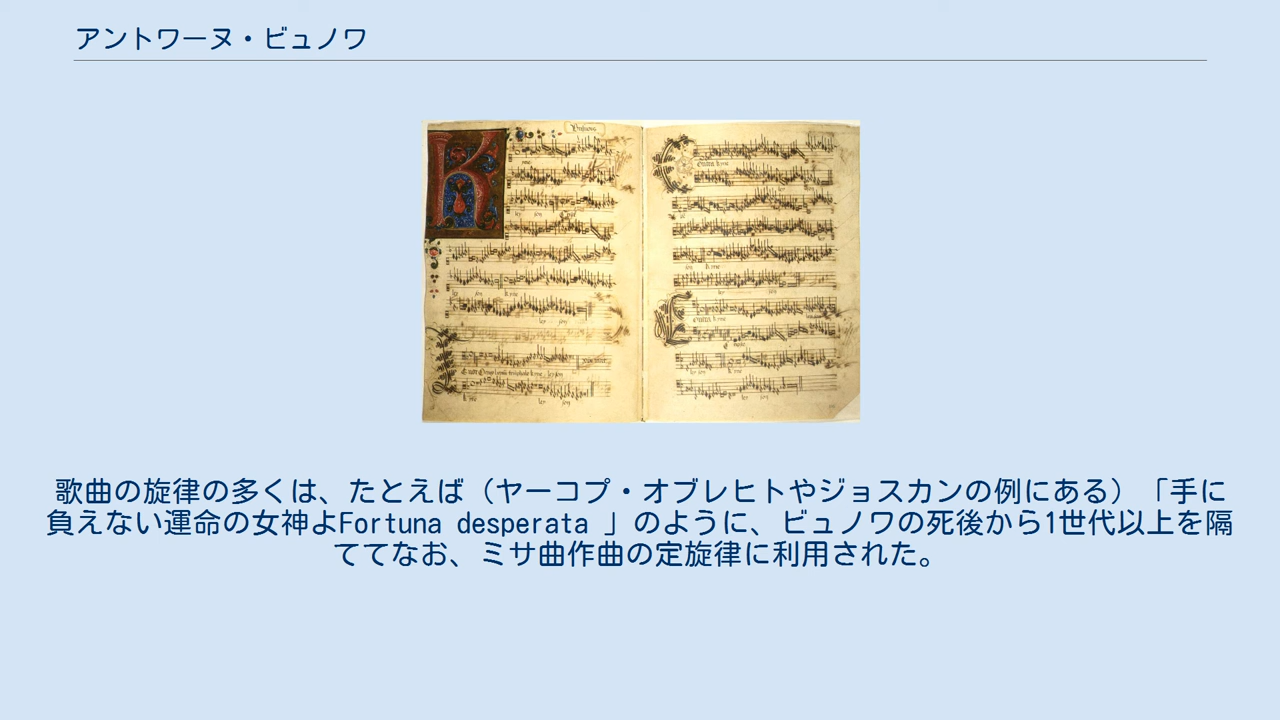 アントワーヌ・ビュノワ
歌曲の旋律の多くは、たとえば（ヤーコプ・オブレヒトやジョスカンの例にある）「手に
負えない運命の女神よFortuna desperata 」のように、ビュノワの死後から1世代以上を隔
ててなお、ミサ曲作曲の定旋律に利用された。